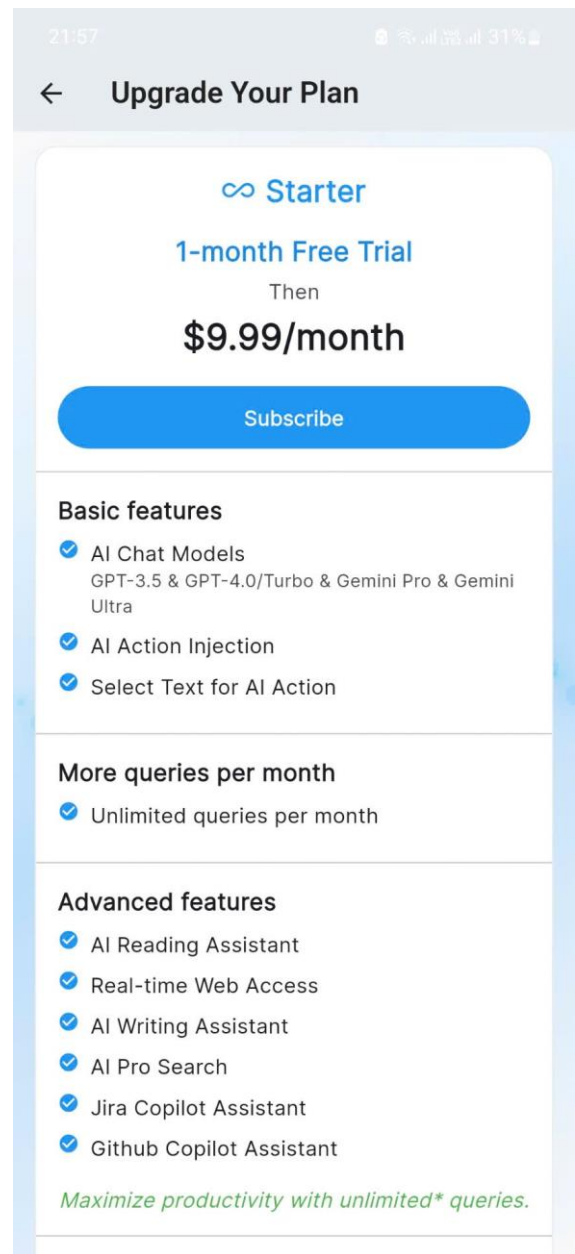 21:57
31%
Upgrade Your Plan
Starter
1-month Free Trial
Then
$9.99/month
Subscribe
Basic features
AI Chat Models
GPT-3.5 & GPT-4.0/Turbo & Gemini Pro & Gemini
Ultra
AI Action Injection
Select Text for AI Action
More queries per month
Unlimited queries per month
Advanced features
AI Reading Assistant
Real-time Web Access
AI Writing Assistant
AI Pro Search
Jira Copilot Assistant
Github Copilot Assistant
Maximize productivity with unlimited* queries.